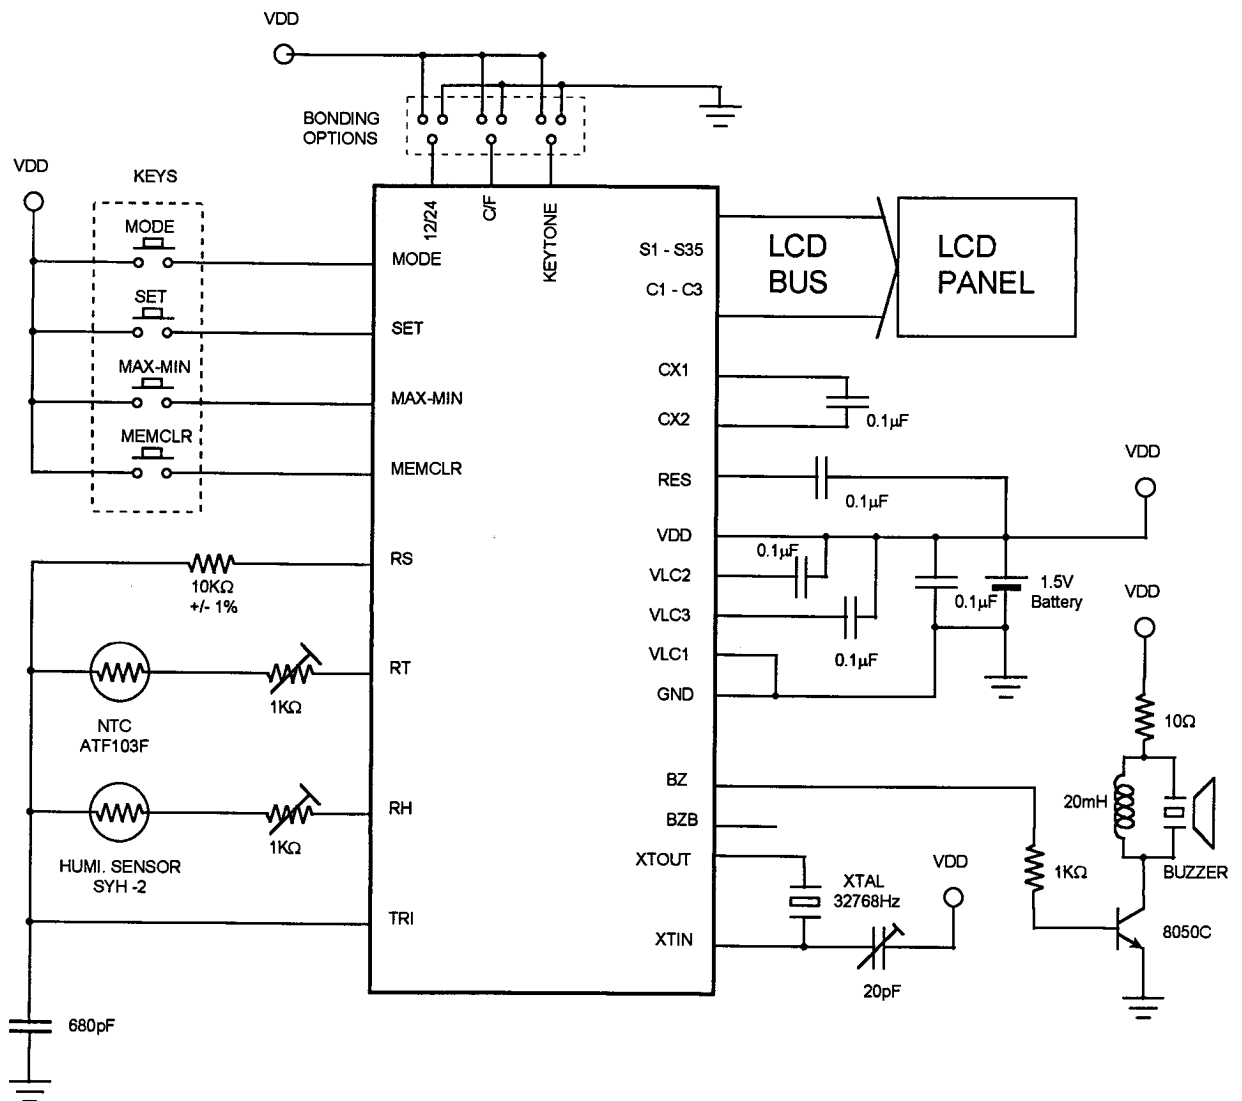 VDD
BONDING
OPTIONS
VDD
KEYS
MODE
SET
MAX-MIN
MEMCLR
12/24
C/F
KEYTONE
MODE
SET
MAX-MIN
MEMCLR
RS
RT
RH
TRI
S1 - S35
C1 - C3
CX1
CX2
RES
VDD
VLC2
VLC3
VLC1
GND
BZ
BZB
XTOUT
XTIN
LCD
BUS
LCD
PANEL
0.1µF
0.1µF
0.1µF
0.1µF
0.1µF
1.5V
Battery
VDD
VDD
10Ω
20mH
BUZZER
1KΩ
8050C
XTAL
32768Hz
VDD
20pF
10KΩ
+/- 1%
NTC
ATF103F
1KΩ
HUMI. SENSOR
SYH -2
1KΩ
680pF